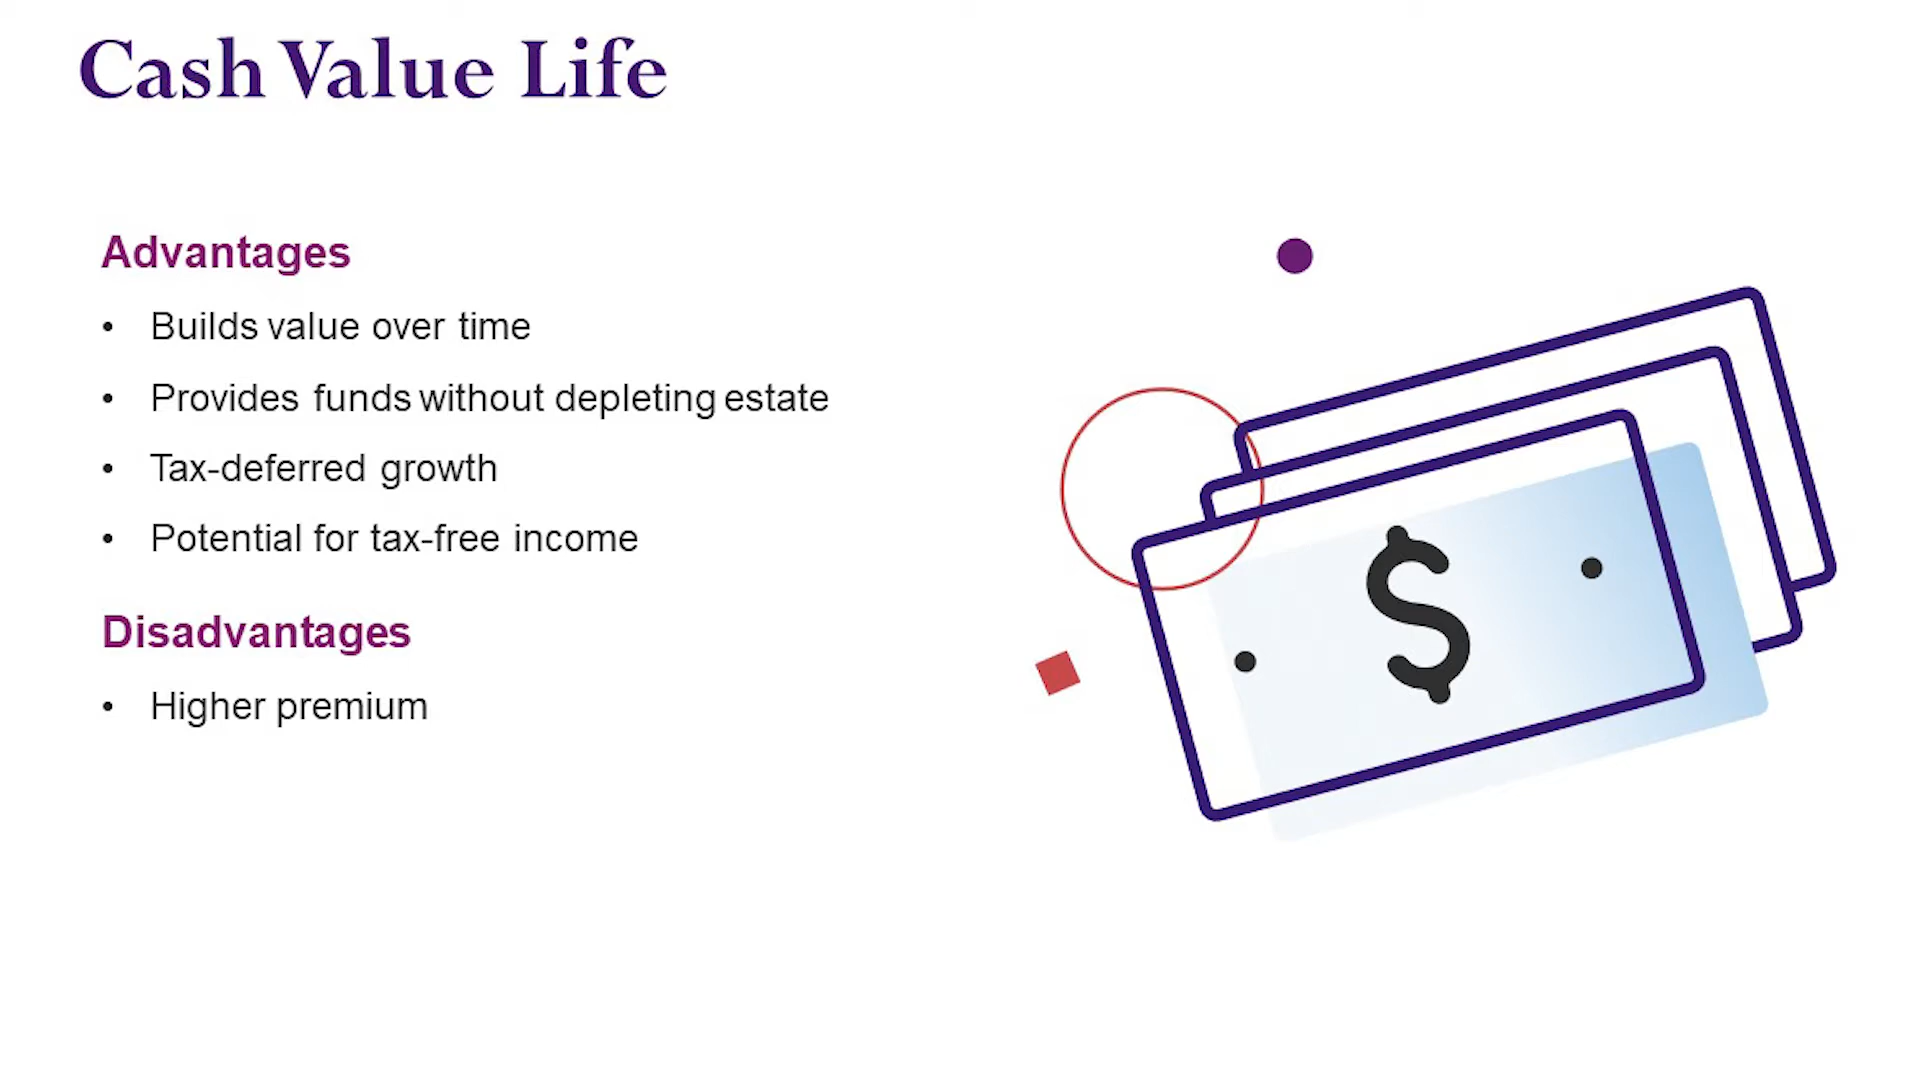 Cash Value Life
Advantages
• Builds value over time
• Provides funds without depleting estate
• Tax-deferred growth
• Potential for tax-free income
Disadvantages
• Higher premium
$